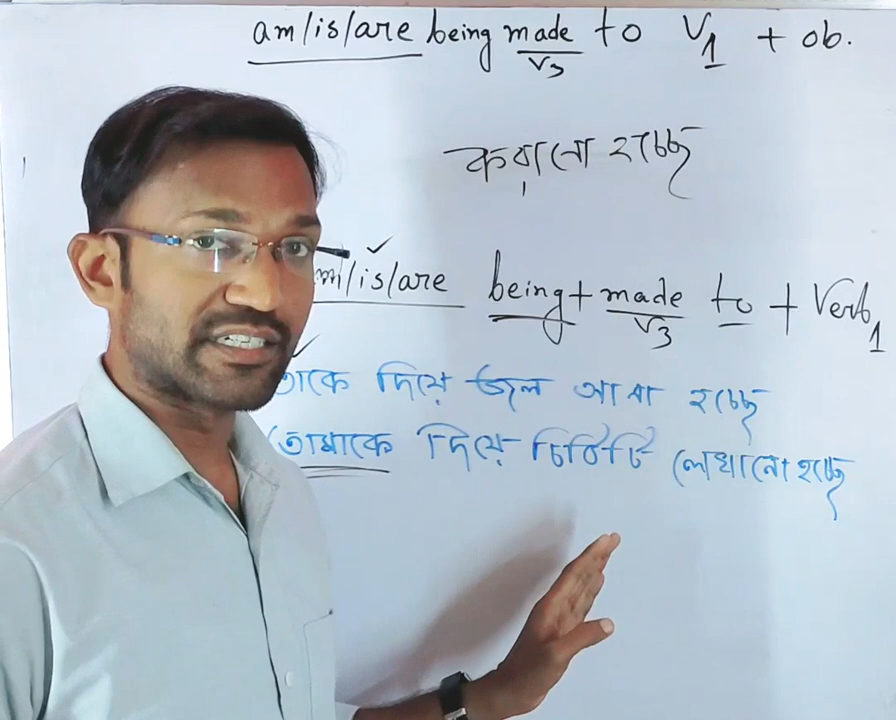 am/is/are being made to V1 + ob.
V3
করানো হচ্ছে
m/is/are being + made to + Verb1
V3
তাকে দিয়ে জল আনা হচ্ছে
তোমাকে দিয়ে চিঠিটি লেখানো হচ্ছে